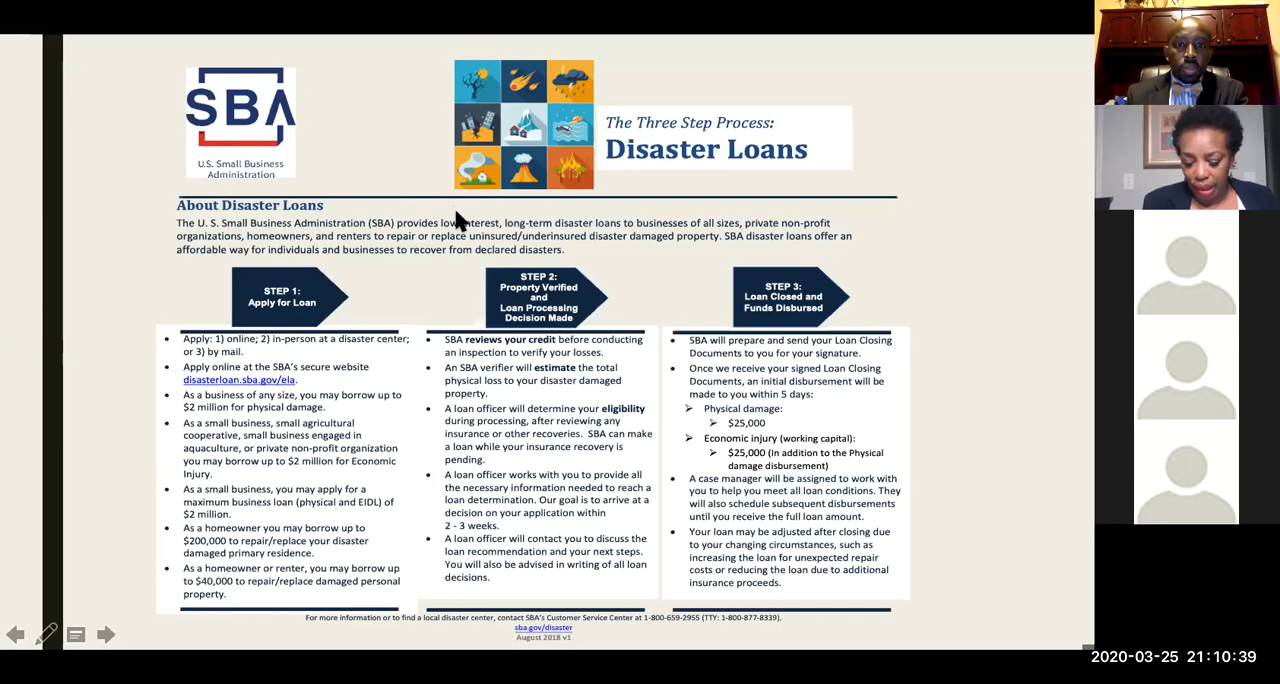 SBA
U.S. Small Business
Administration
The Three Step Process:
Disaster Loans
About Disaster Loans
The U. S. Small Business Administration (SBA) provides low interest, long-term disaster loans to businesses of all sizes, private non-profit
organizations, homeowners, and renters to repair or replace uninsured/underinsured disaster damaged property. SBA disaster loans offer an
affordable way for individuals and businesses to recover from declared disasters.
STEP 1:
Apply for Loan
• Apply: 1) online; 2) in-person at a disaster center;
or 3) by mail.
• Apply online at the SBA's secure website
disasterloan.sba.gov/ela.
• As a business of any size, you may borrow up to
$2 million for physical damage.
• As a small business, small agricultural
cooperative, small business engaged in
aquaculture, or private non-profit organization
you may borrow up to $2 million for Economic
Injury.
• As a small business, you may apply for a
maximum business loan (physical and EIDL) of
$2 million.
• As a homeowner you may borrow up to
$200,000 to repair/replace your disaster
damaged primary residence.
• As a homeowner or renter, you may borrow up
to $40,000 to repair/replace damaged personal
property.
STEP 2:
Property Verified
and
Loan Processing
Decision Made
• SBA reviews your credit before conducting
an inspection to verify your losses.
• An SBA verifier will estimate the total
physical loss to your disaster damaged
property.
• A loan officer will determine your eligibility
during processing, after reviewing any
insurance or other recoveries. SBA can make
a loan while your insurance recovery is
pending.
• A loan officer works with you to provide all
the necessary information needed to reach a
loan determination. Our goal is to arrive at a
decision on your application within
2 - 3 weeks.
• A loan officer will contact you to discuss the
loan recommendation and your next steps.
You will also be advised in writing of all loan
decisions.
STEP 3:
Loan Closed and
Funds Disbursed
• SBA will prepare and send your Loan Closing
Documents to you for your signature.
• Once we receive your signed Loan Closing
Documents, an initial disbursement will be
made to you within 5 days:
➢ Physical damage:
➢ $25,000
➢ Economic injury (working capital):
➢ $25,000 (In addition to the Physical
damage disbursement)
• A case manager will be assigned to work with
you to help you meet all loan conditions. They
will also schedule subsequent disbursements
until you receive the full loan amount.
• Your loan may be adjusted after closing due
to your changing circumstances, such as
increasing the loan for unexpected repair
costs or reducing the loan due to additional
insurance proceeds.
For more information or to find a local disaster center, contact SBA's Customer Service Center at 1-800-659-2955 (TTY: 1-800-877-8339).
sba.gov/disaster
August 2018 v1
2020-03-25 21:10:39